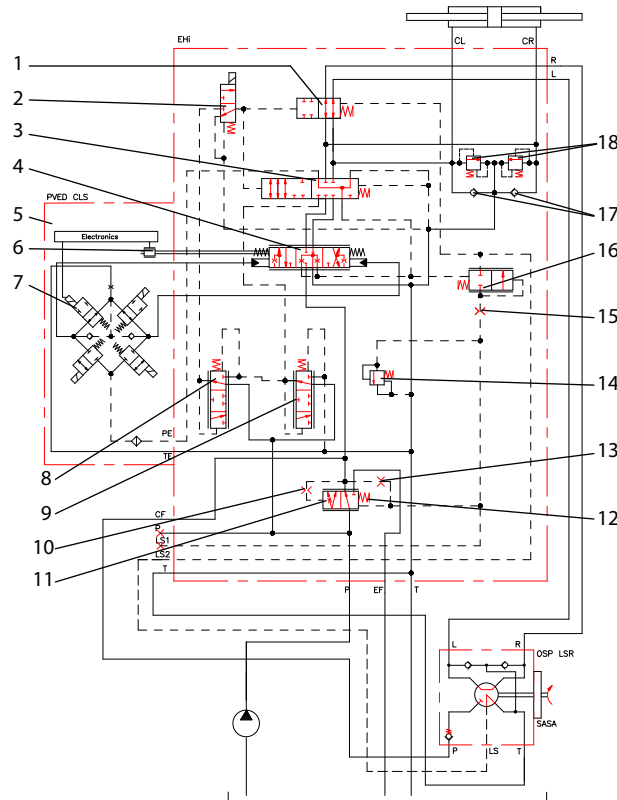 EHi
CL CR
R
L
1
2
3
4
5
6
7
8
9
10
11
18
17
16
15
14
13
12
PVED CLS
Electronics
PE
TE
CF
P
LS1
LS2
T
P EF T
L R
OSP LSR
SASA
P LS T